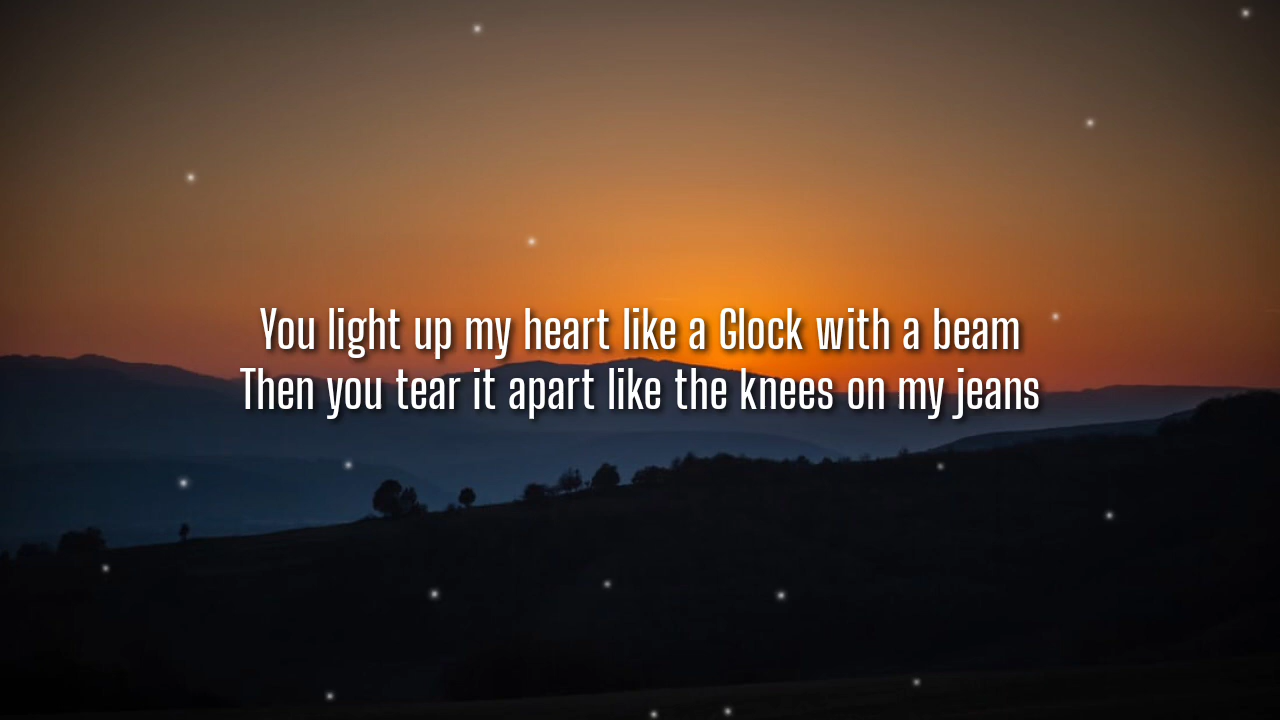 You light up my heart like a Glock with a beam
Then you tear it apart like the knees on my jeans